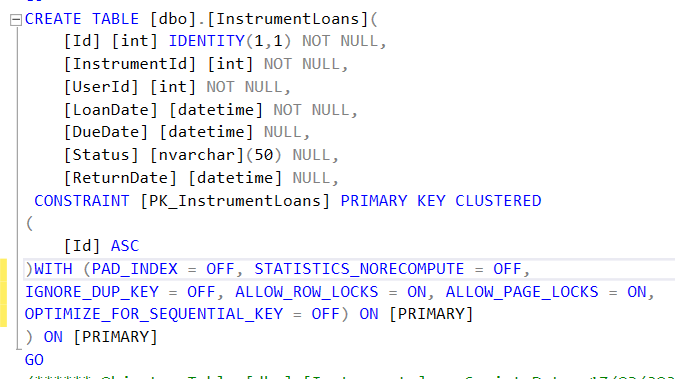 CREATE TABLE [dbo].[InstrumentLoans](
[Id] [int] IDENTITY(1,1) NOT NULL,
[InstrumentId] [int] NOT NULL,
[UserId] [int] NOT NULL,
[LoanDate] [datetime] NOT NULL,
[DueDate] [datetime] NULL,
[Status] [nvarchar](50) NULL,
[ReturnDate] [datetime] NULL,
CONSTRAINT [PK_InstrumentLoans] PRIMARY KEY CLUSTERED
(
[Id] ASC
)WITH (PAD_INDEX = OFF, STATISTICS_NORECOMPUTE = OFF,
IGNORE_DUP_KEY = OFF, ALLOW_ROW_LOCKS = ON, ALLOW_PAGE_LOCKS = ON,
OPTIMIZE_FOR_SEQUENTIAL_KEY = OFF) ON [PRIMARY]
) ON [PRIMARY]
GO